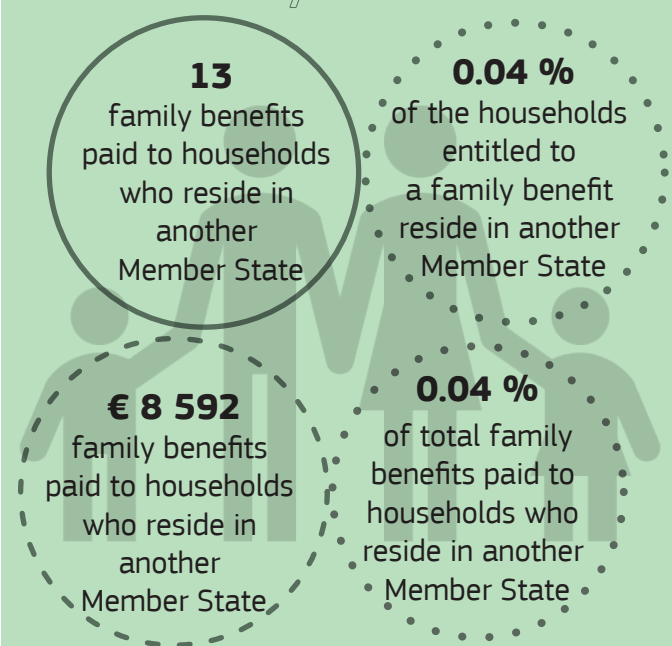 13
family benefits
paid to households
who reside in
another
Member State
0.04 %
of the households
entitled to
a family benefit
reside in another
Member State
€ 8 592
family benefits
paid to households
who reside in
another
Member State
0.04 %
of total family
benefits paid to
households who
reside in another
Member State